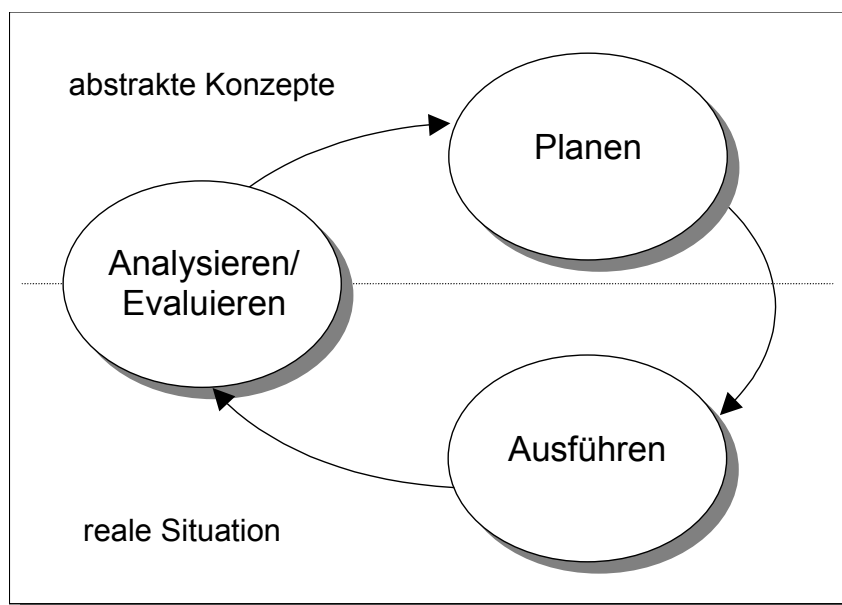 abstrakte Konzepte
Planen
Analysieren/
Evaluieren
Ausführen
reale Situation